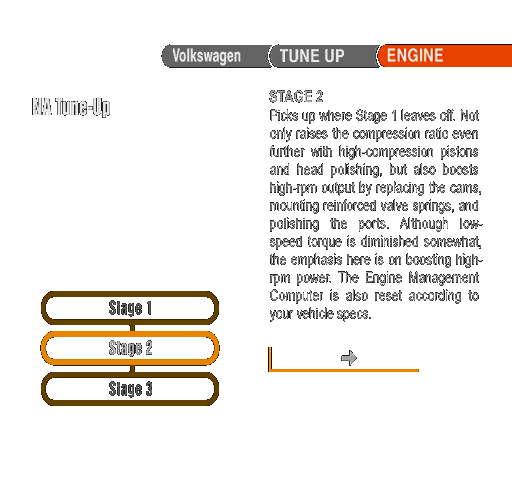 Volkswagen TUNE UP ENGINE
NA Tune-Up
STAGE 2
Picks up where Stage 1 leaves off. Not
only raises the compression ratio even
further with high-compression pistons
and head polishing, but also boosts
high-rpm output by replacing the cams,
mounting reinforced valve springs, and
polishing the ports. Although low-
speed torque is diminished somewhat,
the emphasis here is on boosting high-
rpm power. The Engine Management
Computer is also reset according to
your vehicle specs.
Stage 1
Stage 2
Stage 3